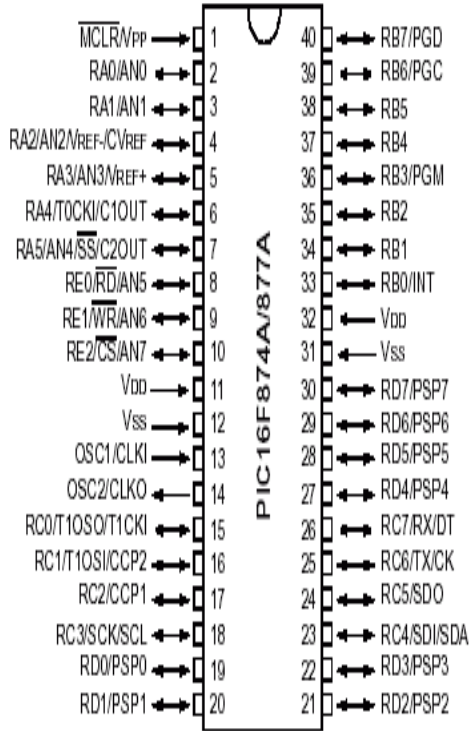 MCLR/VPP 1 40 RB7/PGD
RA0/AN0 2 39 RB6/PGC
RA1/AN1 3 38 RB5
RA2/AN2/VREF-/CVREF 4 37 RB4
RA3/AN3/VREF+ 5 36 RB3/PGM
RA4/T0CKI/C1OUT 6 35 RB2
RA5/AN4/SS/C2OUT 7 34 RB1
RE0/RD/AN5 8 33 RB0/INT
RE1/WR/AN6 9 32 VDD
RE2/CS/AN7 10 31 VSS
VDD 11 30 RD7/PSP7
VSS 12 29 RD6/PSP6
OSC1/CLKI 13 28 RD5/PSP5
OSC2/CLKO 14 27 RD4/PSP4
RC0/T1OSO/T1CKI 15 26 RC7/RX/DT
RC1/T1OSI/CCP2 16 25 RC6/TX/CK
RC2/CCP1 17 24 RC5/SDO
RC3/SCK/SCL 18 23 RC4/SDI/SDA
RD0/PSP0 19 22 RD3/PSP3
RD1/PSP1 20 21 RD2/PSP2
PIC16F874A/877A